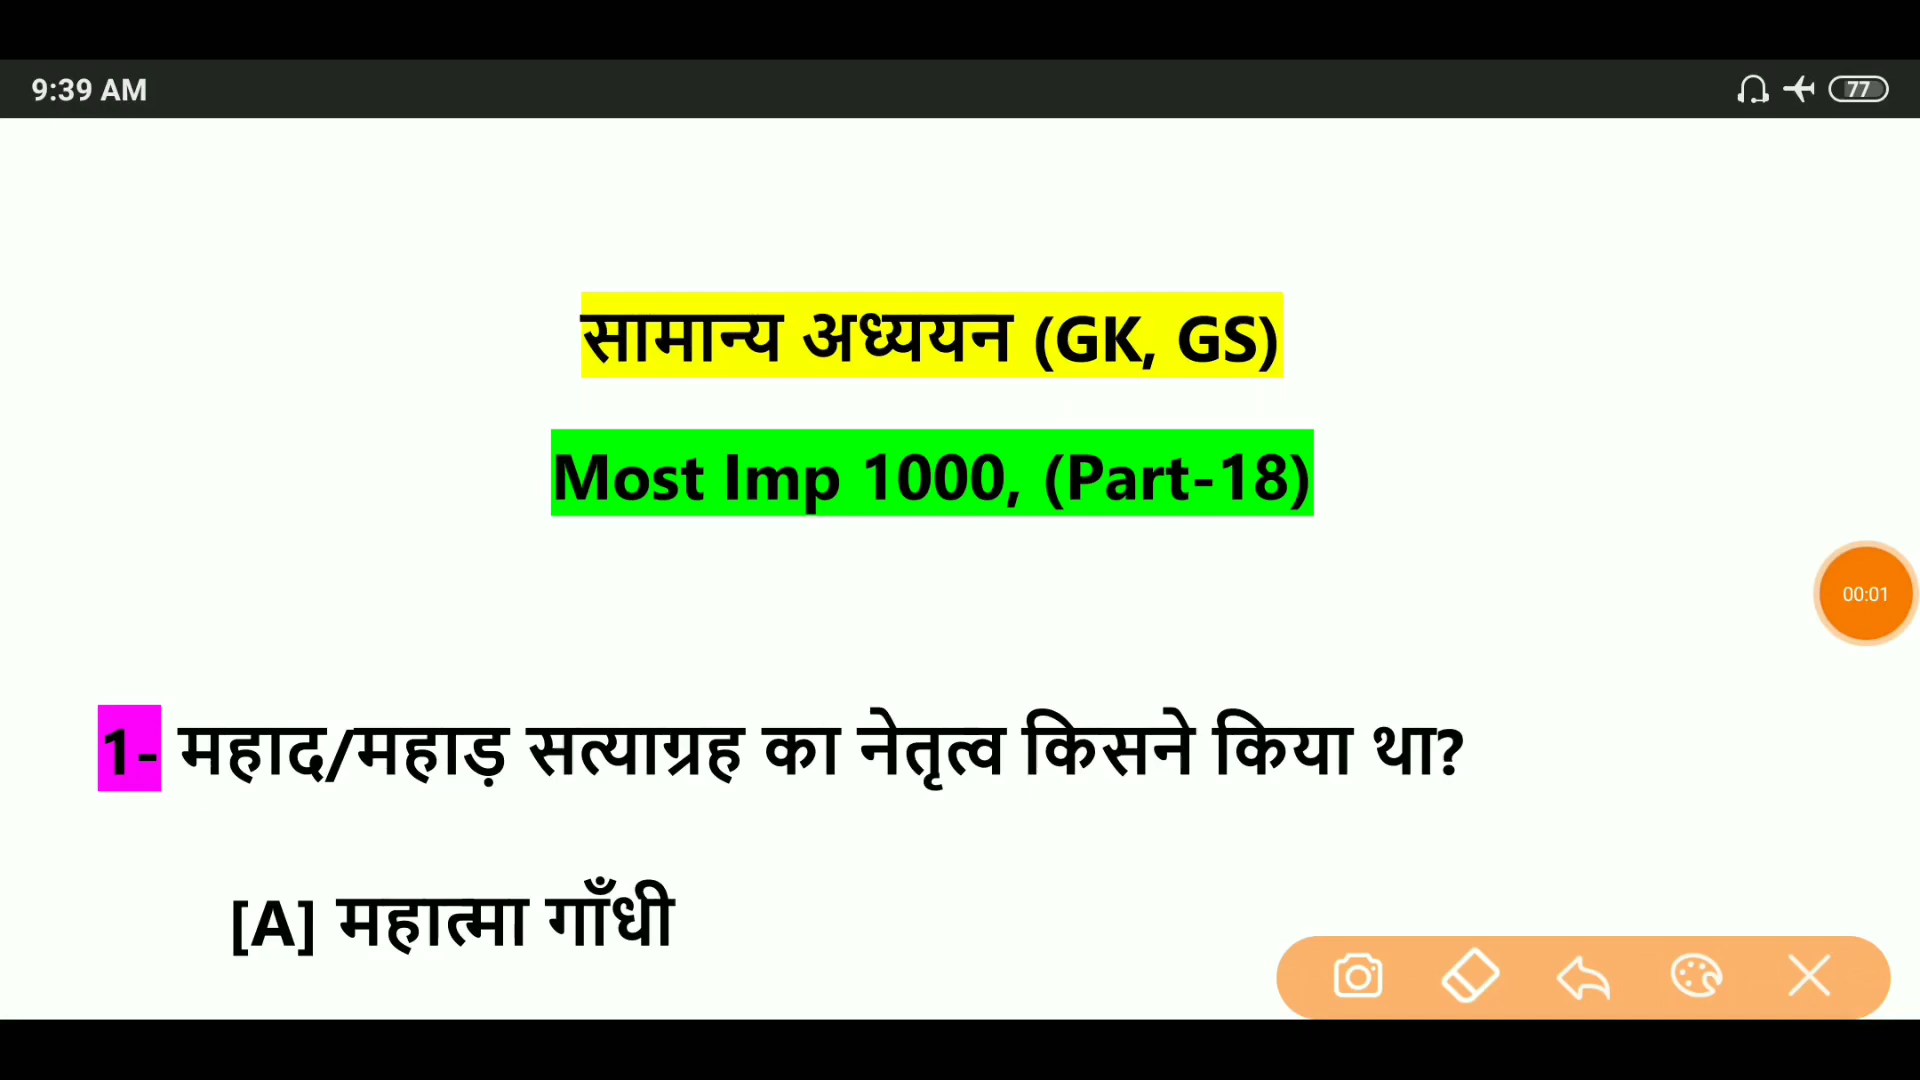 9:39 AM
77
सामान्य अध्ययन (GK, GS)
Most Imp 1000, (Part-18)
00:01
1- महाद/महाड़ सत्याग्रह का नेतृत्व किसने किया था?
[A] महात्मा गाँधी